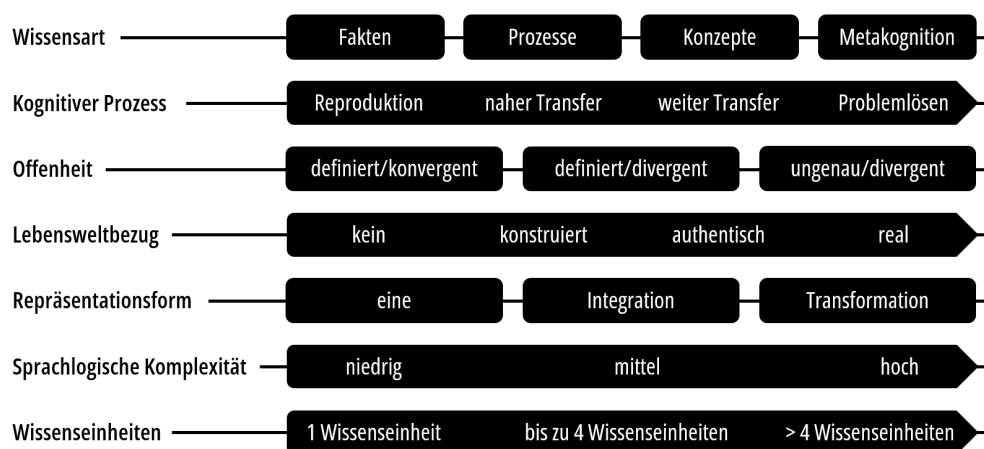 Wissensart Fakten Prozesse Konzepte Metakognition
Kognitiver Prozess Reproduktion naher Transfer weiter Transfer Problemlösen
Offenheit definiert/konvergent definiert/divergent ungenau/divergent
Lebensweltbezug kein konstruiert authentisch real
Repräsentationsform eine Integration Transformation
Sprachlogische Komplexität niedrig mittel hoch
Wissenseinheiten 1 Wissenseinheit bis zu 4 Wissenseinheiten > 4 Wissenseinheiten